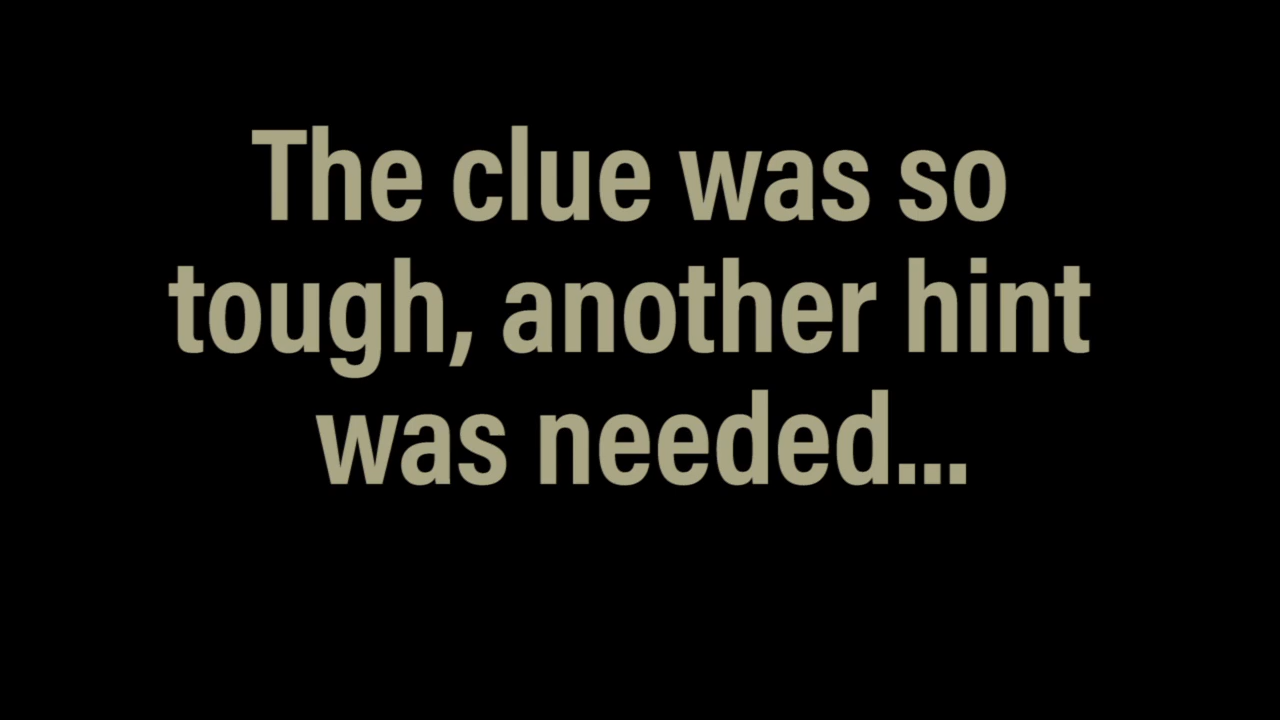 The clue was so
tough, another hint
was needed...